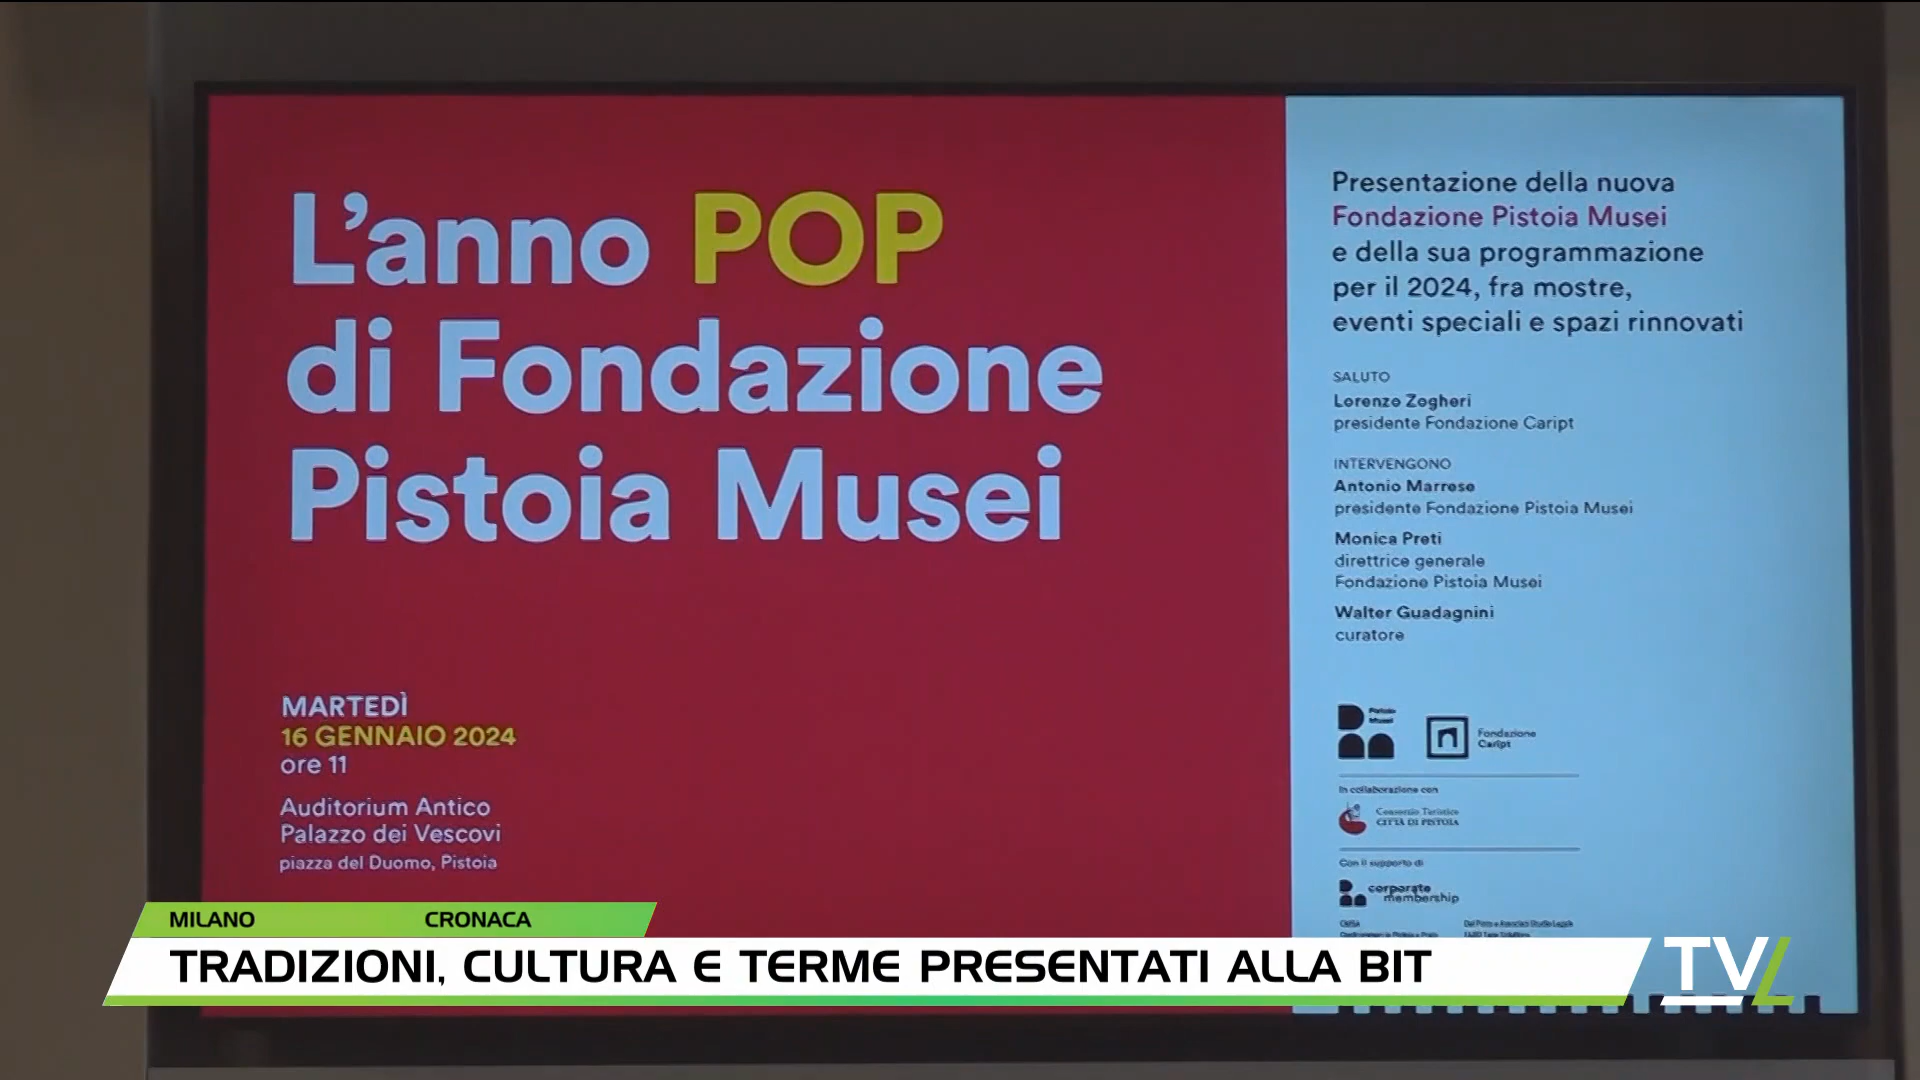 L'anno POP
di Fondazione
Pistoia Musei
MARTEDÌ
16 GENNAIO 2024
ore 11
Auditorium Antico
Palazzo dei Vescovi
piazza del Duomo, Pistoia
Presentazione della nuova
Fondazione Pistoia Musei
e della sua programmazione
per il 2024, fra mostre,
eventi speciali e spazi rinnovati
SALUTO
Lorenzo Zogheri
presidente Fondazione Caript
INTERVENGONO
Antonio Marrese
presidente Fondazione Pistoia Musei
Monica Preti
direttrice generale
Fondazione Pistoia Musei
Walter Guadagnini
curatore
Pistoia
Musei
Fondazione
Caript
In collaborazione con
Consorzio Turistico
CITTÀ DI PISTOIA
Con il supporto di
corporate
membership
MILANO CRONACA
TRADIZIONI, CULTURA E TERME PRESENTATI ALLA BIT
TVL